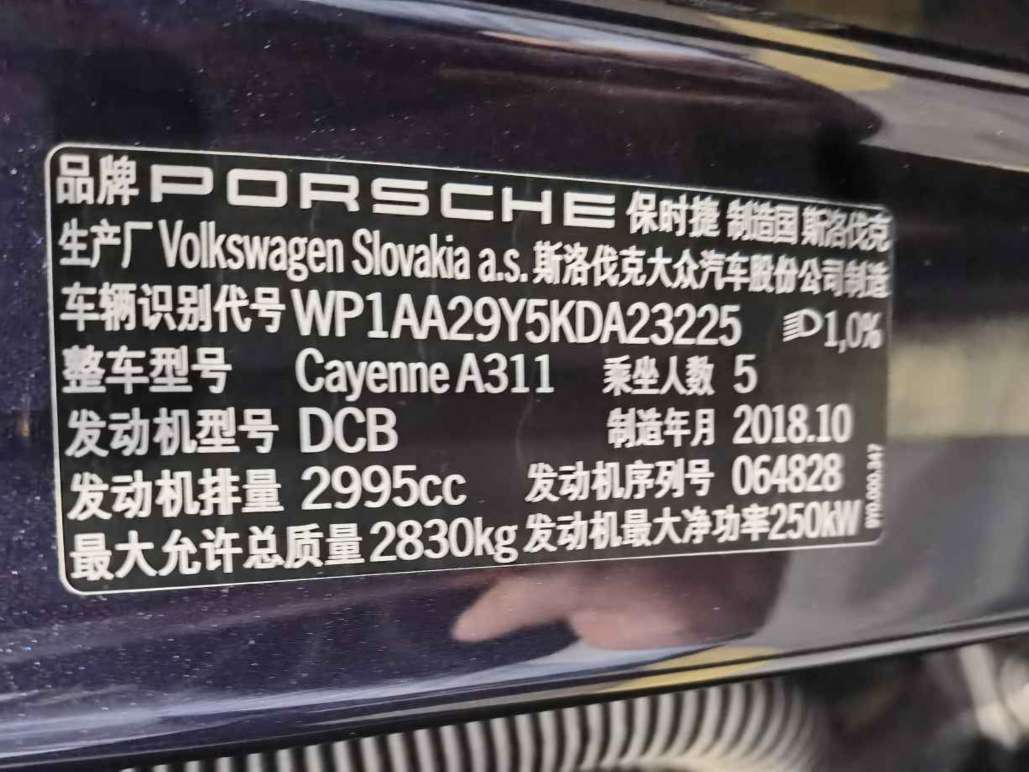 品牌 PORSCHE 保时捷 制造国 斯洛伐克
生产厂 Volkswagen Slovakia a.s. 斯洛伐克大众汽车股份公司制造
车辆识别代号 WP1AA29Y5KDA23225 1,0%
整车型号 Cayenne A311 乘坐人数 5
发动机型号 DCB 制造年月 2018.10
发动机排量 2995cc 发动机序列号 064828
最大允许总质量 2830kg 发动机最大净功率 250kW
9Y0.000.347